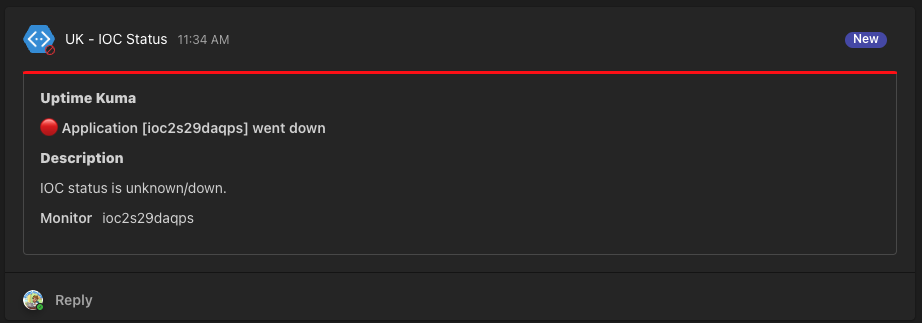 UK - IOC Status 11:34 AM New
Uptime Kuma
Application [ioc2s29daqps] went down
Description
IOC status is unknown/down.
Monitor ioc2s29daqps
Reply